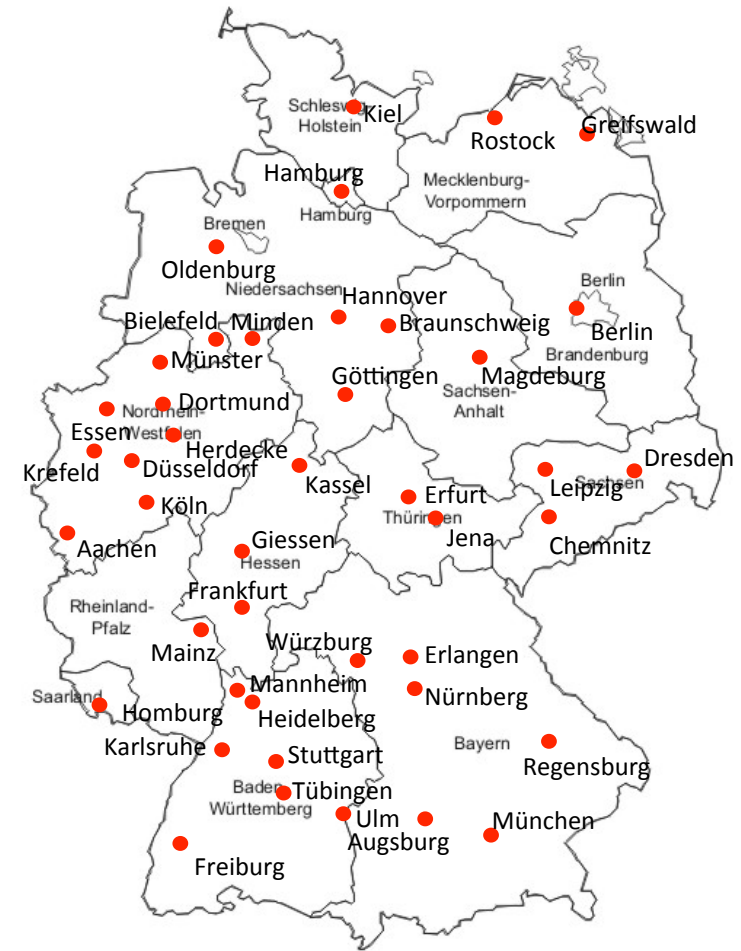 Schleswig
Holstein
Kiel
Rostock
Greifswald
Hamburg
Mecklenburg-
Vorpommern
Hamburg
Bremen
Oldenburg
Niedersachsen
Berlin
Hannover
Berlin
Bielefeld
Minden
Braunschweig
Brandenburg
Münster
Göttingen
Magdeburg
Sachsen-
Anhalt
Dortmund
Nordrhein-
Westfalen
Essen
Herdecke
Krefeld
Düsseldorf
Kassel
Dresden
Leipzig
Sachsen
Köln
Erfurt
Thüringen
Jena
Chemnitz
Aachen
Giessen
Hessen
Frankfurt
Rheinland-
Pfalz
Mainz
Würzburg
Erlangen
Mannheim
Nürnberg
Saarland
Homburg
Heidelberg
Karlsruhe
Stuttgart
Bayern
Regensburg
Baden
Württemberg
Tübingen
Ulm
München
Augsburg
Freiburg